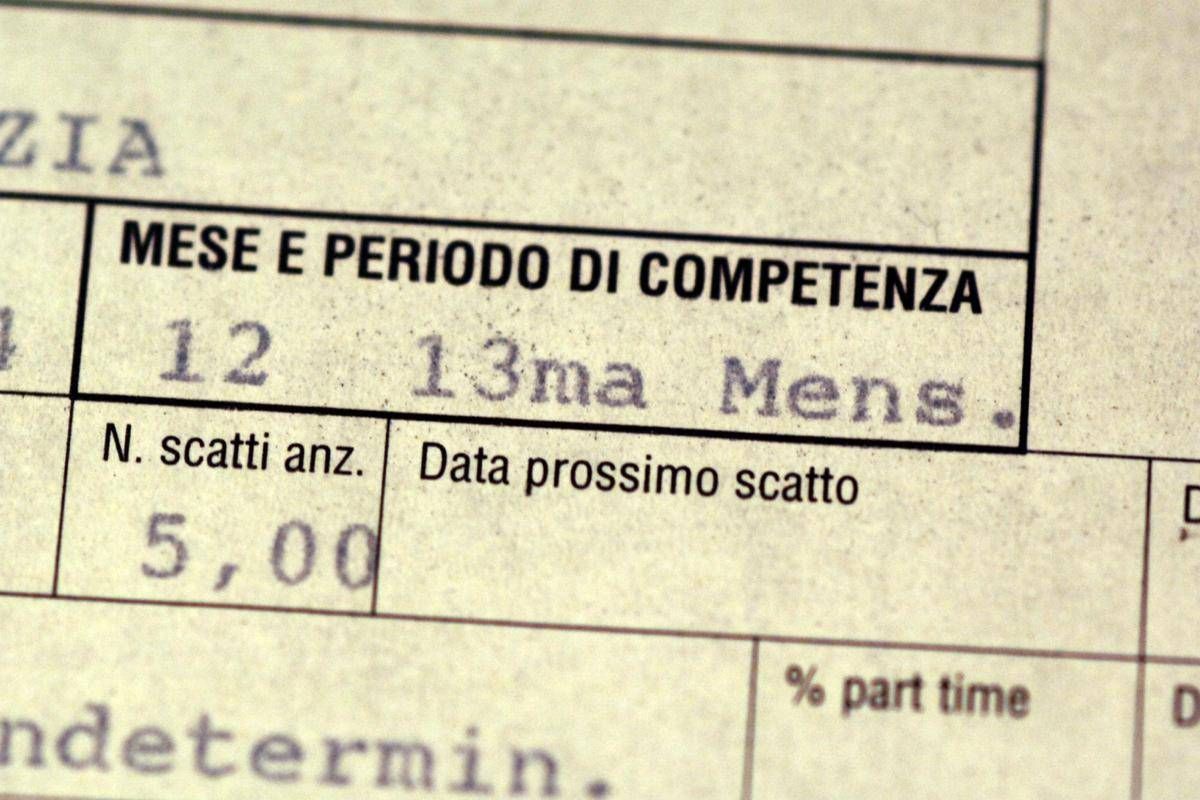 ZIA
MESE E PERIODO DI COMPETENZA
12 13ma Mens.
N. scatti anz. Data prossimo scatto
5,00
ndetermin.
% part time